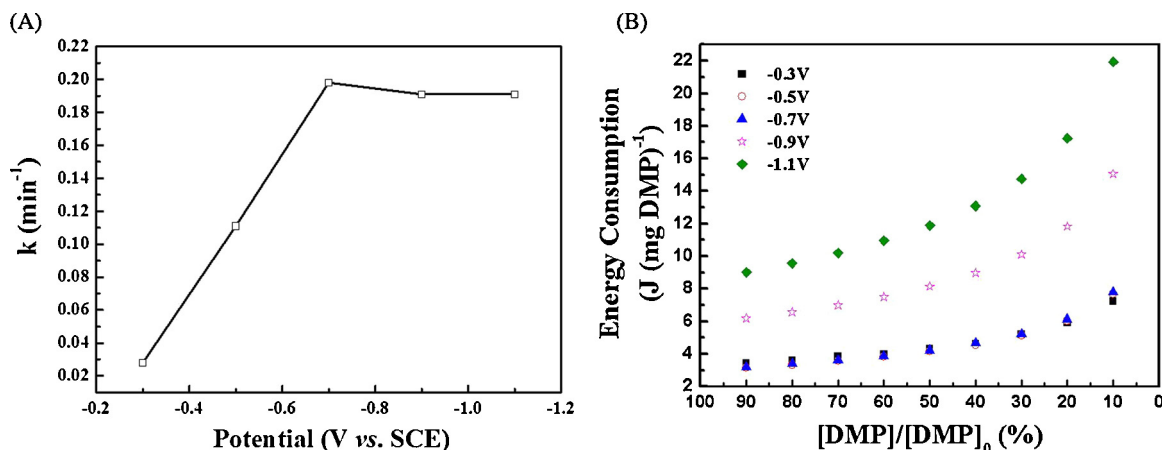 (A)
0.22
0.20
0.18
0.16
0.14
0.12
0.10
0.08
0.06
0.04
0.02
k (min⁻¹)
-0.2 -0.4 -0.6 -0.8 -1.0 -1.2
Potential (V vs. SCE)
(B)
22
20
18
16
14
12
10
8
6
4
2
Energy Consumption
(J (mg DMP)⁻¹)
-0.3V
-0.5V
-0.7V
-0.9V
-1.1V
100 90 80 70 60 50 40 30 20 10 0
[DMP]/[DMP]₀ (%)